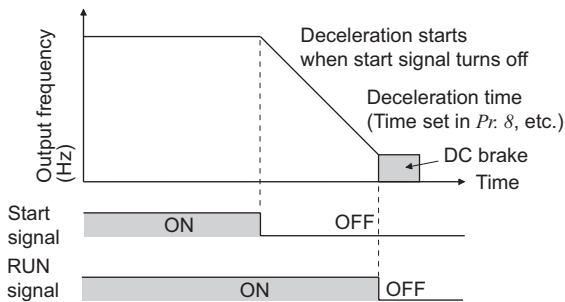 Output frequency
(Hz)
Deceleration starts
when start signal turns off
Deceleration time
(Time set in Pr. 8, etc.)
DC brake
Time
Start
signal
ON
OFF
RUN
signal
ON
OFF